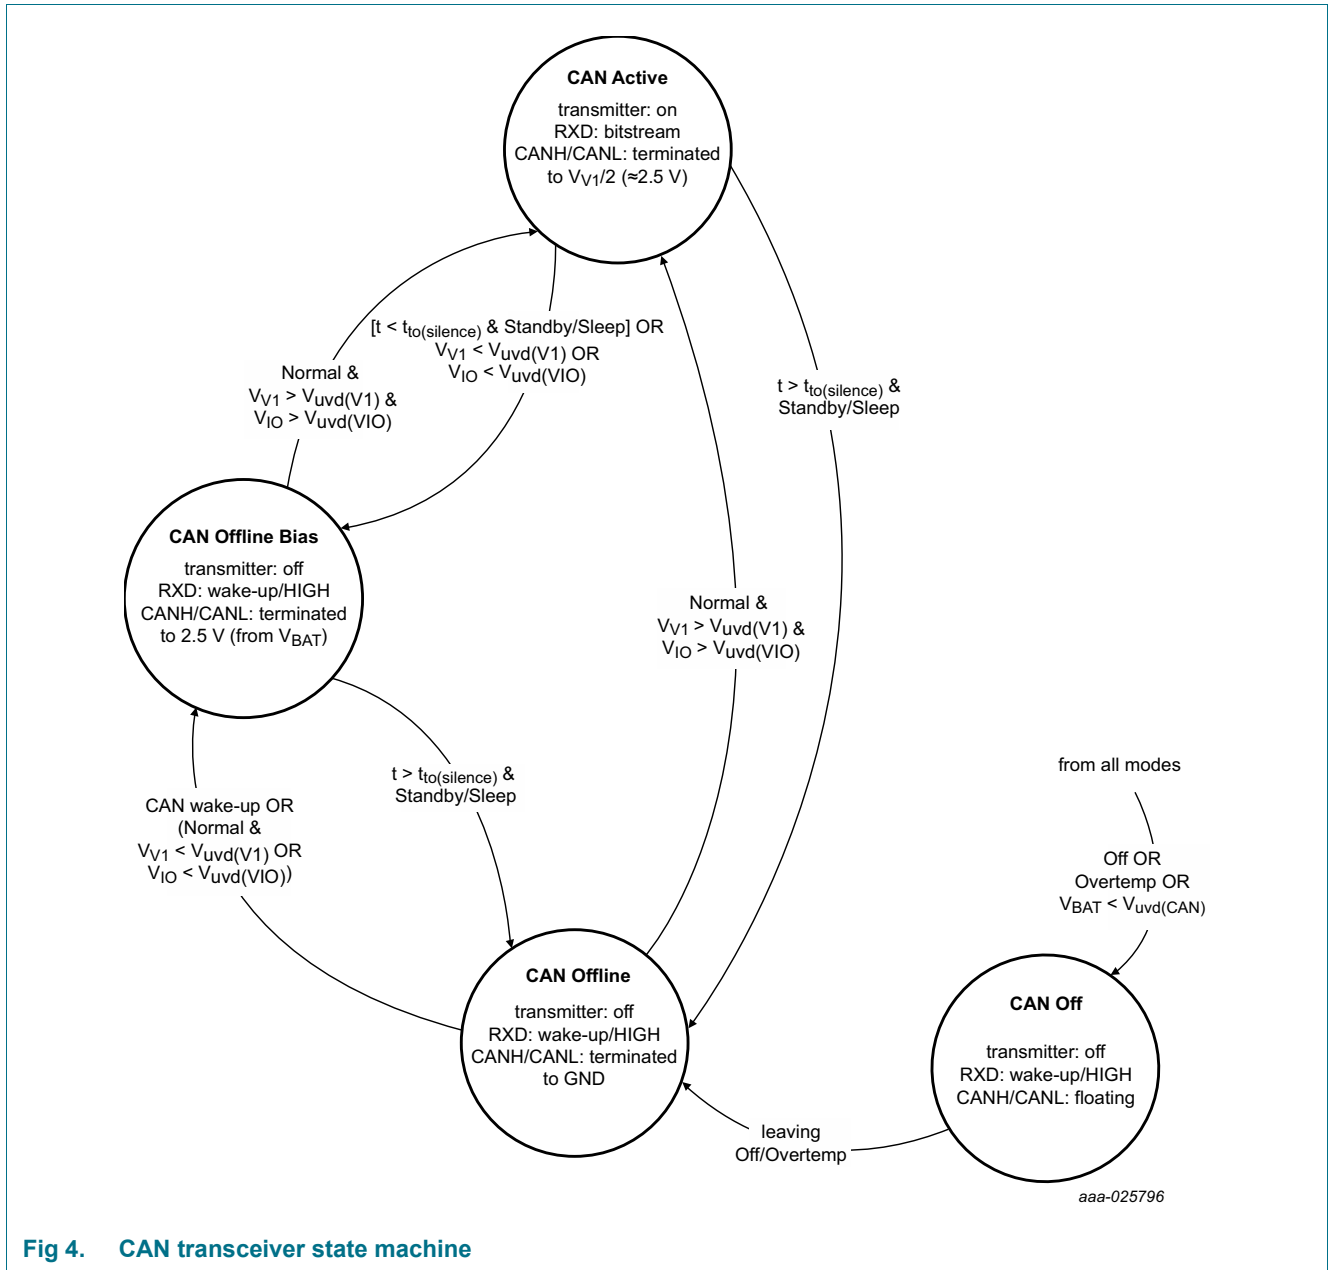 CAN Active
transmitter: on
RXD: bitstream
CANH/CANL: terminated
to VV1/2 (≈2.5 V)
[t < tto(silence) & Standby/Sleep] OR
VV1 < Vuvd(V1) OR
VIO < Vuvd(VIO)
Normal &
VV1 > Vuvd(V1) &
VIO > Vuvd(VIO)
t > tto(silence) &
Standby/Sleep
CAN Offline Bias
transmitter: off
RXD: wake-up/HIGH
CANH/CANL: terminated
to 2.5 V (from VBAT)
Normal &
VV1 > Vuvd(V1) &
VIO > Vuvd(VIO)
t > tto(silence) &
Standby/Sleep
CAN wake-up OR
(Normal &
VV1 < Vuvd(V1) OR
VIO < Vuvd(VIO))
from all modes
Off OR
Overtemp OR
VBAT < Vuvd(CAN)
CAN Offline
transmitter: off
RXD: wake-up/HIGH
CANH/CANL: terminated
to GND
CAN Off
transmitter: off
RXD: wake-up/HIGH
CANH/CANL: floating
leaving
Off/Overtemp
aaa-025796
Fig 4. CAN transceiver state machine